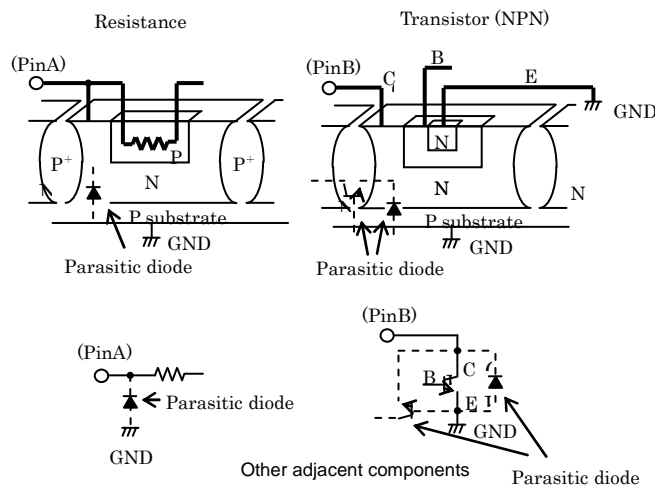 Resistance
(PinA)
P+
P
P+
N
P substrate
GND
Parasitic diode
Transistor (NPN)
(PinB)
C
B
E
GND
N
N
N
P substrate
GND
Parasitic diode
(PinA)
Parasitic diode
GND
(PinB)
C
B
E
GND
Other adjacent components
Parasitic diode